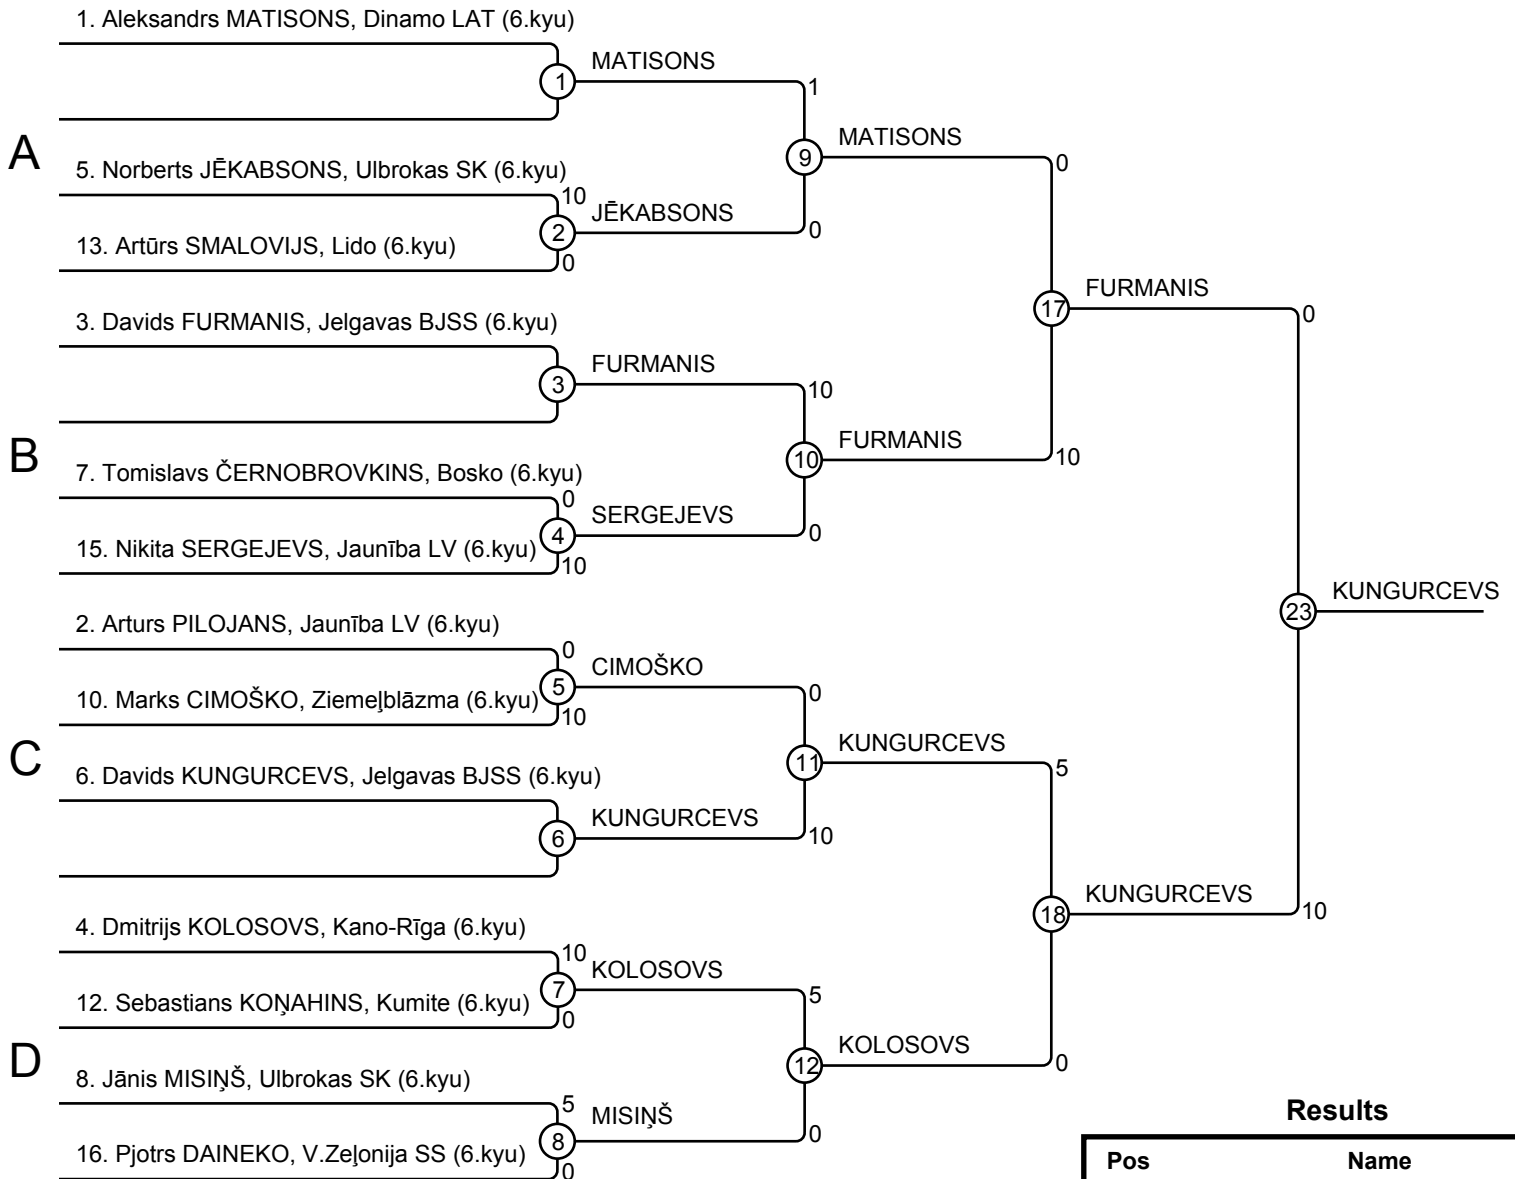 1. Aleksandrs MATISONS, Dinamo LAT (6.kyu)
MATISONS
1
1
A
MATISONS
9
0
5. Norberts JĒKABSONS, Ulbrokas SK (6.kyu)
10
JĒKABSONS
2
0
13. Artūrs SMALOVIJS, Lido (6.kyu)
0
FURMANIS
17
0
3. Davids FURMANIS, Jelgavas BJSS (6.kyu)
FURMANIS
3
10
B
FURMANIS
10
10
7. Tomislavs ČERNOBROVKINS, Bosko (6.kyu)
0
SERGEJEVS
4
0
15. Nikita SERGEJEVS, Jaunība LV (6.kyu)
10
KUNGURCEVS
23
2. Arturs PILOJANS, Jaunība LV (6.kyu)
0
CIMOŠKO
5
0
10. Marks CIMOŠKO, Ziemeļblāzma (6.kyu)
10
C
KUNGURCEVS
11
5
6. Davids KUNGURCEVS, Jelgavas BJSS (6.kyu)
KUNGURCEVS
6
10
KUNGURCEVS
18
10
4. Dmitrijs KOLOSOVS, Kano-Rīga (6.kyu)
10
KOLOSOVS
7
5
12. Sebastians KOŅAHINS, Kumite (6.kyu)
0
D
KOLOSOVS
12
0
8. Jānis MISIŅŠ, Ulbrokas SK (6.kyu)
5
MISIŅŠ
8
0
16. Pjotrs DAINEKO, V.Zeļonija SS (6.kyu)
0
Results
Pos Name